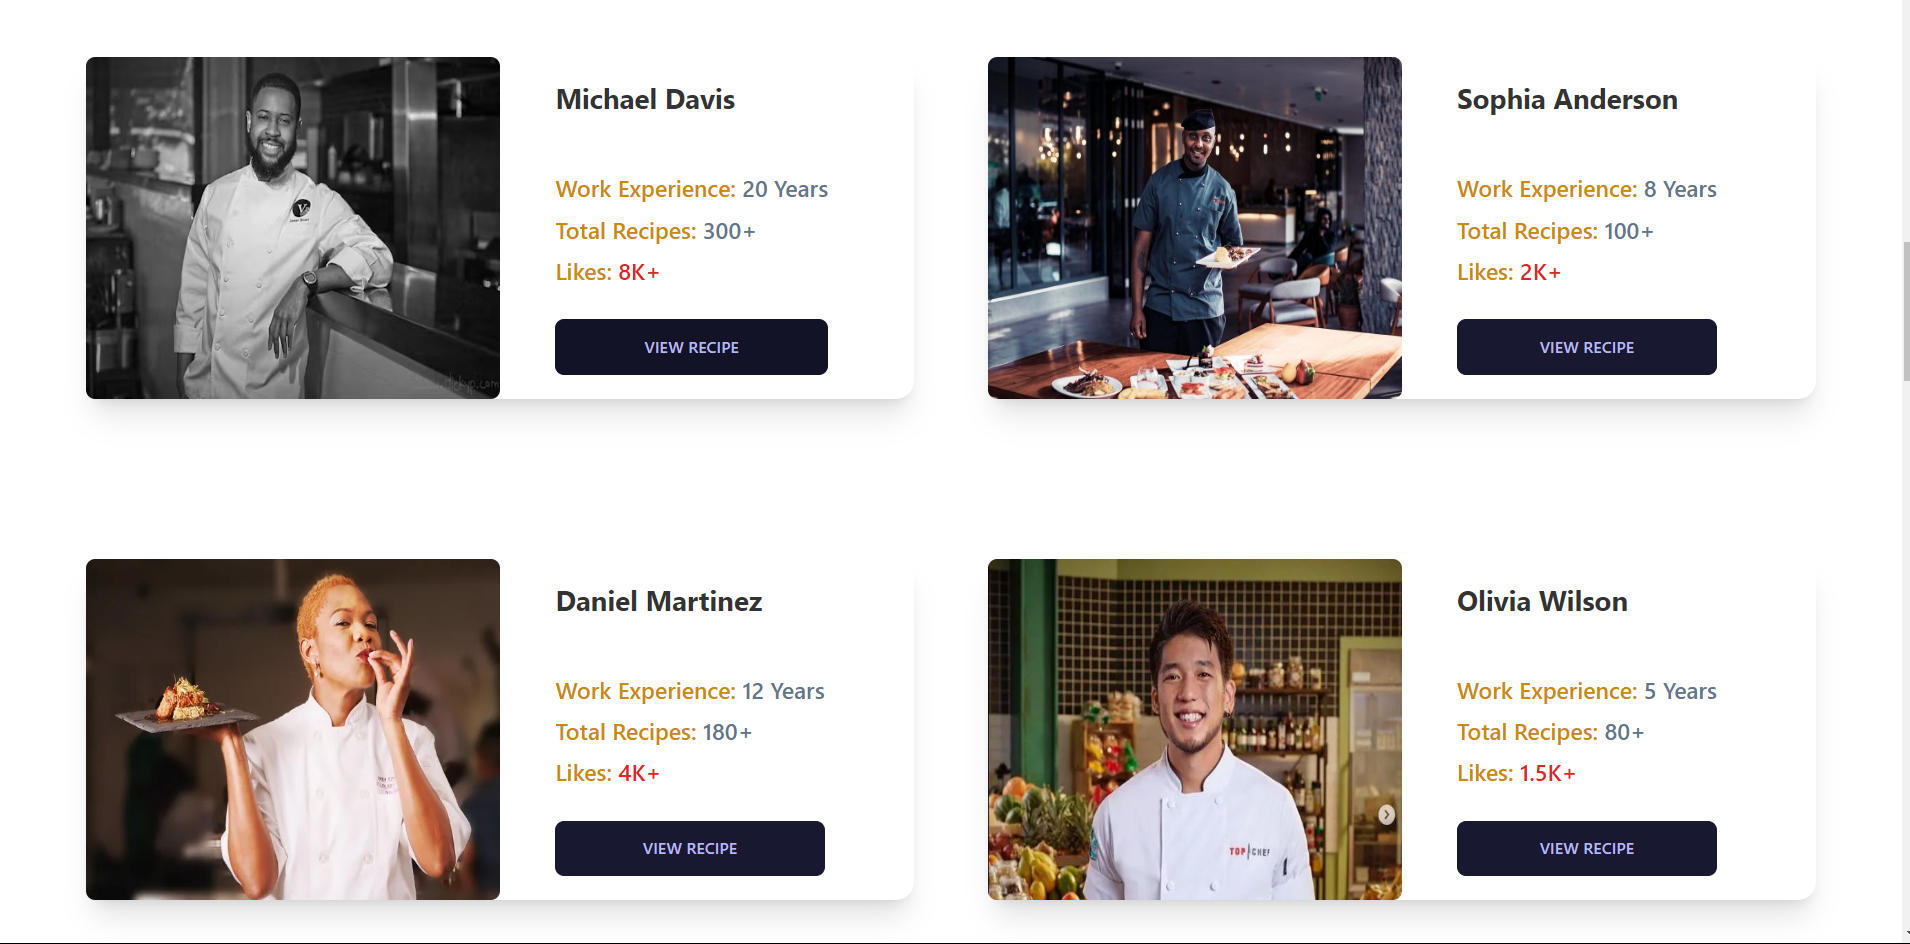 Michael Davis
Work Experience: 20 Years
Total Recipes: 300+
Likes: 8K+
VIEW RECIPE
Sophia Anderson
Work Experience: 8 Years
Total Recipes: 100+
Likes: 2K+
VIEW RECIPE
Daniel Martinez
Work Experience: 12 Years
Total Recipes: 180+
Likes: 4K+
VIEW RECIPE
Olivia Wilson
Work Experience: 5 Years
Total Recipes: 80+
Likes: 1.5K+
VIEW RECIPE
TOP CHEF